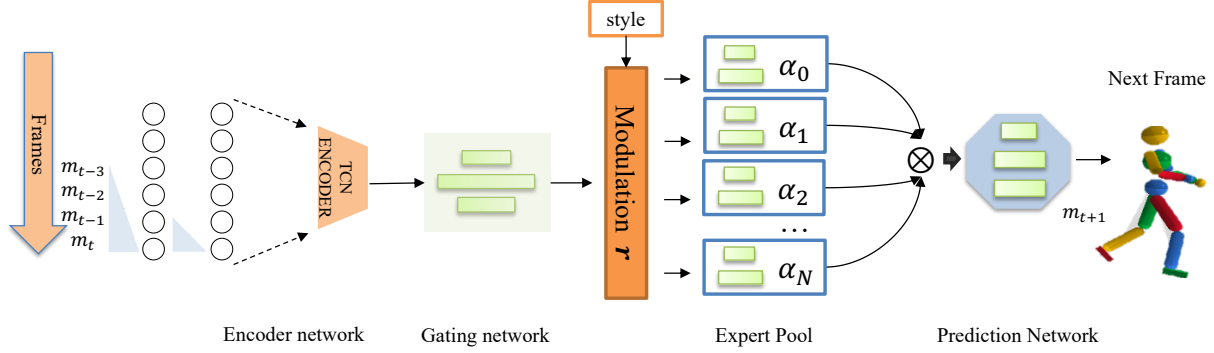 style
Frames
m_{t−3}
m_{t−2}
m_{t−1}
m_t
TCN
ENCODER
Modulation r
α_0
α_1
α_2
...
α_N
Next Frame
m_{t+1}
Encoder network
Gating network
Expert Pool
Prediction Network